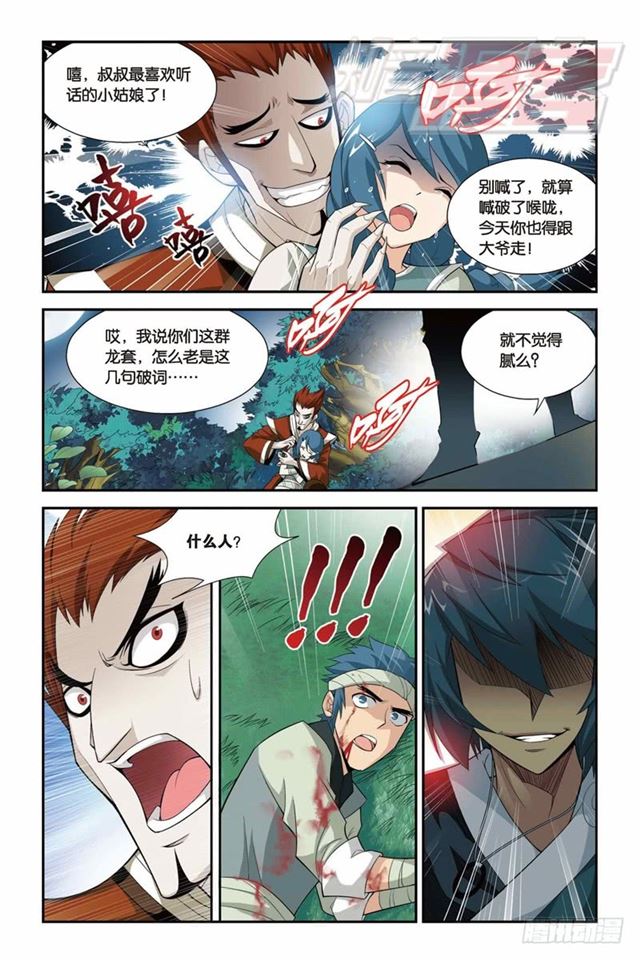 嘻，叔叔最喜欢听
话的小姑娘了！
啊
嘻
嘻
别喊了，就算
喊破了喉咙，
今天你也得跟
大爷走！
哎，我说你们这群
龙套，怎么老是这
几句破词……
啊
啊
就不觉得
腻么？
什么人？
!!!
腾讯动漫